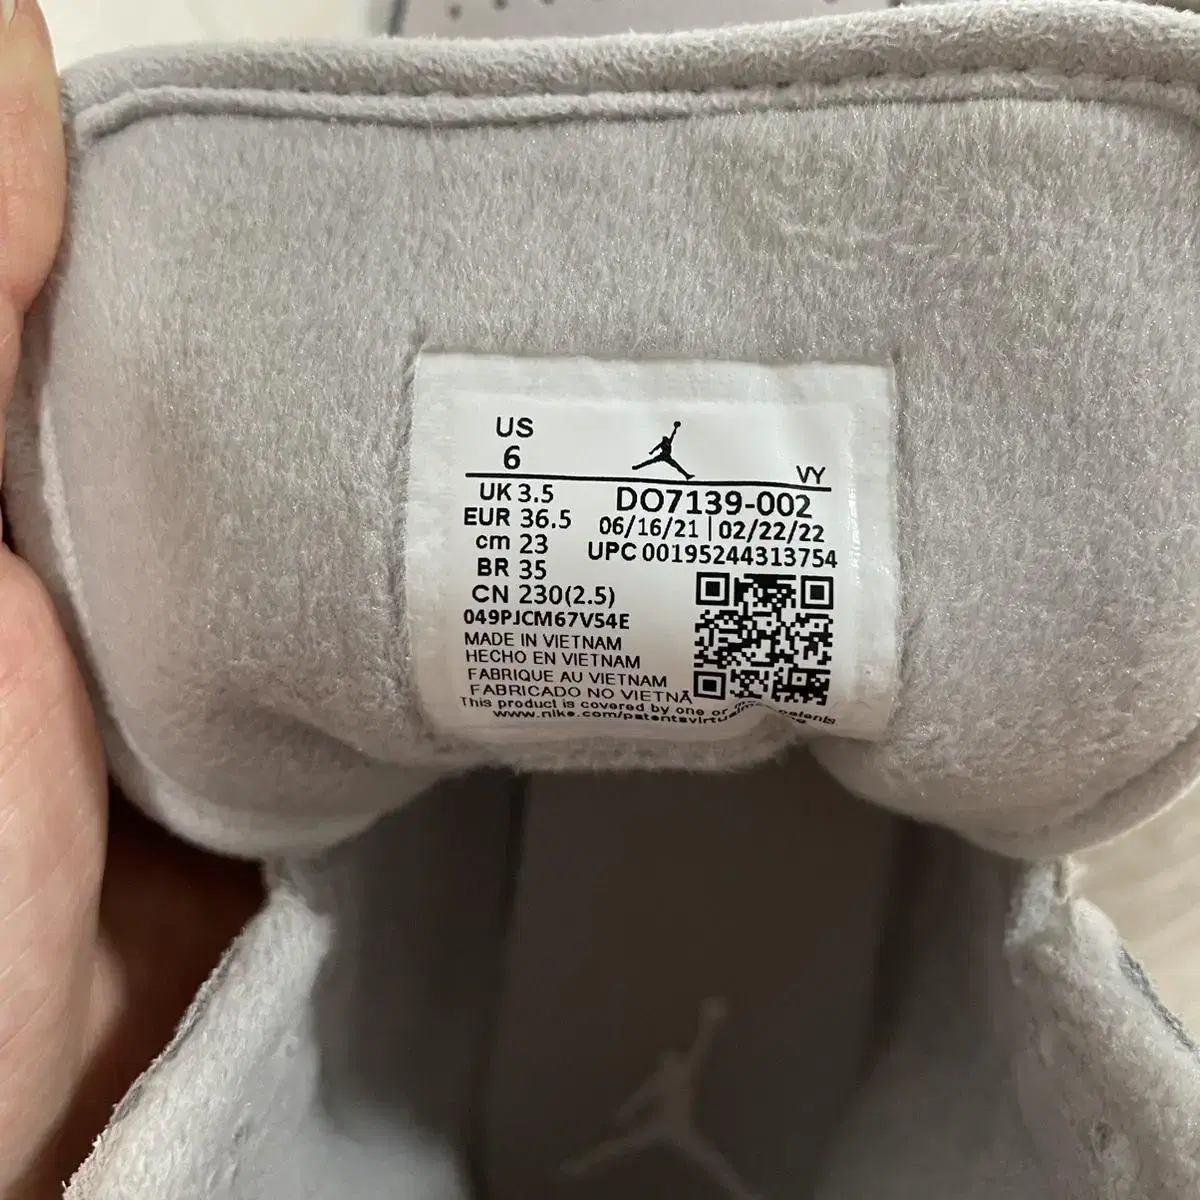 US
6
VY
UK 3.5
DO7139-002
EUR 36.5
06/16/21 | 02/22/22
cm 23
UPC 00195244313754
BR 35
CN 230(2.5)
049PJCM67V54E
MADE IN VIETNAM
HECHO EN VIETNAM
FABRIQUE AU VIETNAM
FABRICADO NO VIETNÃ
This product is covered by one or patents
www.nike.com/patents